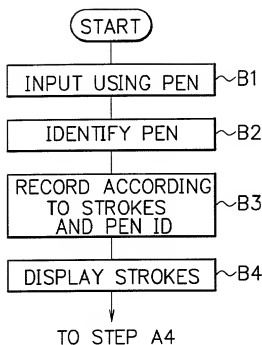 START
INPUT USING PEN
B1
IDENTIFY PEN
B2
RECORD ACCORDING
TO STROKES
AND PEN ID
B3
DISPLAY STROKES
B4
TO STEP A4